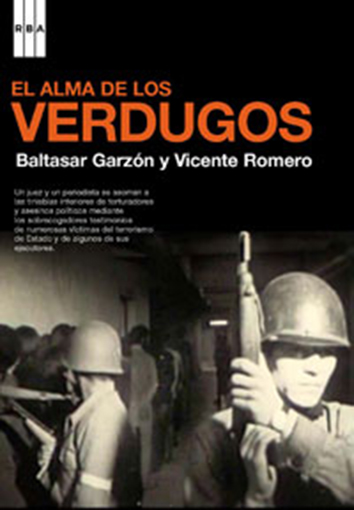 RBA
EL ALMA DE LOS
VERDUGOS
Baltasar Garzón y Vicente Romero
Un juez y un periodista se asoman a
las tinieblas interiores de torturadores
y asesinos políticos mediante
los sobrecogedores testimonios
de numerosas víctimas del terrorismo
de Estado y de algunos de sus
ejecutores.